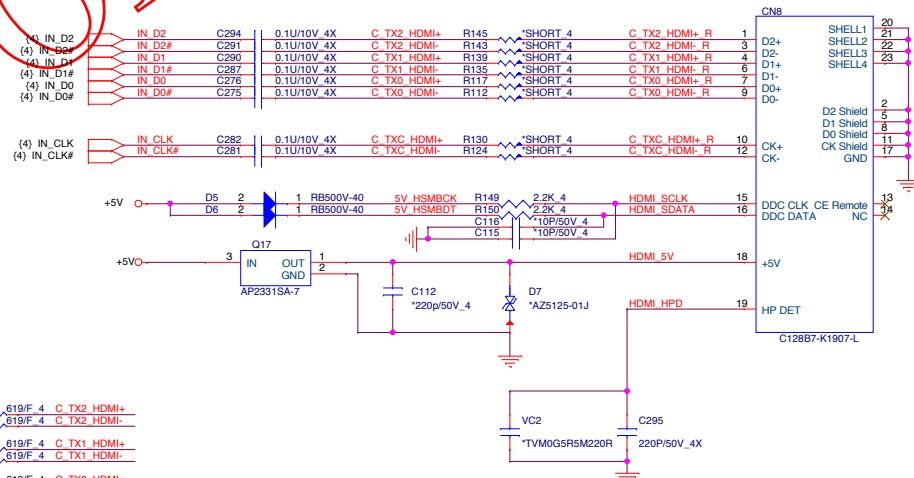 CN8
{4} IN_D2 IN_D2 C294 0.1U/10V_4X C_TX2_HDMI+ R145 *SHORT_4 C_TX2_HDMI+_R 1 D2+ SHELL1 20
{4} IN_D2# IN_D2# C291 0.1U/10V_4X C_TX2_HDMI- R143 *SHORT_4 C_TX2_HDMI-_R 3 D2- SHELL2 21
{4} IN_D1 IN_D1 C290 0.1U/10V_4X C_TX1_HDMI+ R139 *SHORT_4 C_TX1_HDMI+_R 4 D1+ SHELL3 22
{4} IN_D1# IN_D1# C287 0.1U/10V_4X C_TX1_HDMI- R135 *SHORT_4 C_TX1_HDMI-_R 6 D1- SHELL4 23
{4} IN_D0 IN_D0 C276 0.1U/10V_4X C_TX0_HDMI+ R117 *SHORT_4 C_TX0_HDMI+_R 7 D0+
{4} IN_D0# IN_D0# C275 0.1U/10V_4X C_TX0_HDMI- R112 *SHORT_4 C_TX0_HDMI-_R 9 D0-
D2 Shield 2
D1 Shield 5
D0 Shield 8
{4} IN_CLK IN_CLK C282 0.1U/10V_4X C_TXC_HDMI+ R130 *SHORT_4 C_TXC_HDMI+_R 10 CK+ CK Shield 11
{4} IN_CLK# IN_CLK# C281 0.1U/10V_4X C_TXC_HDMI- R124 *SHORT_4 C_TXC_HDMI-_R 12 CK- GND 17
+5V D5 2 1 RB500V-40 5V_HSMBCK R149 2.2K_4 HDMI_SCLK 15 DDC CLK CE Remote 13
D6 2 1 RB500V-40 5V_HSMBDT R150 2.2K_4 HDMI_SDATA 16 DDC DATA NC 14
C116 *10P/50V_4
C115 *10P/50V_4
Q17
+5V 3 IN OUT 1 HDMI_5V 18 +5V
GND 2
AP2331SA-7
C112
*220p/50V_4
D7
*AZ5125-01J
HDMI_HPD 19 HP DET
C128B7-K1907-L
VC2
*TVM0G5R5M220R
C295
220P/50V_4X
619/F_4 C_TX2_HDMI+
619/F_4 C_TX2_HDMI-
619/F_4 C_TX1_HDMI+
619/F_4 C_TX1_HDMI-